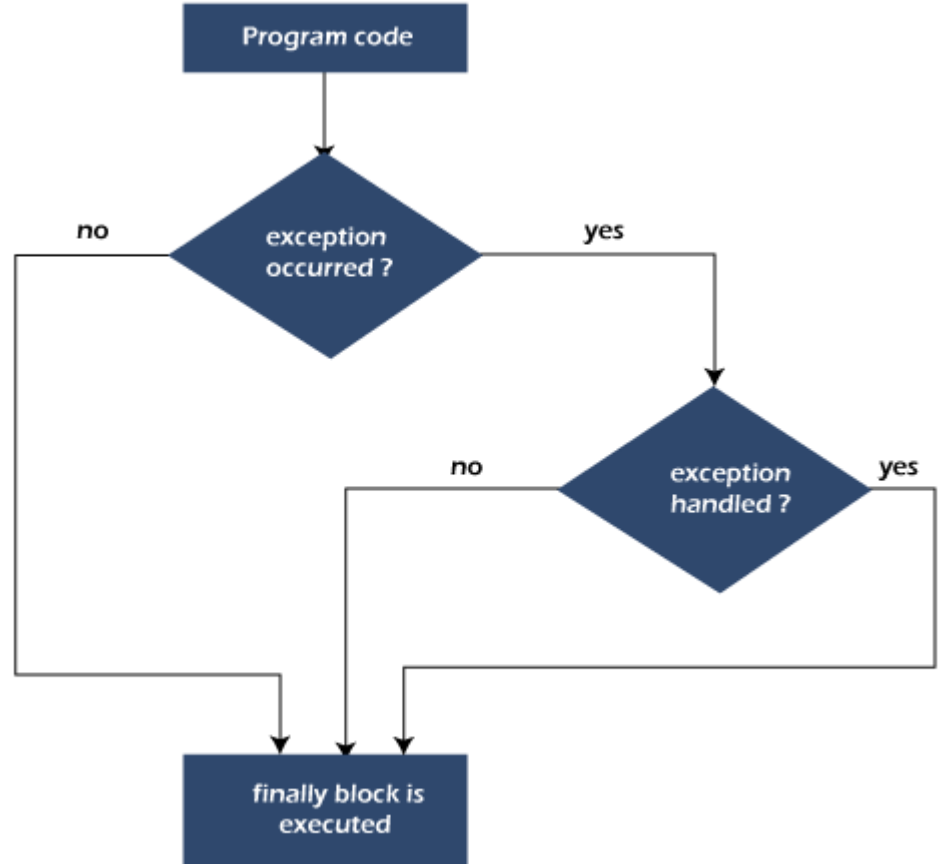 Program code
no
exception
occurred ?
yes
no
exception
handled ?
yes
finally block is
executed